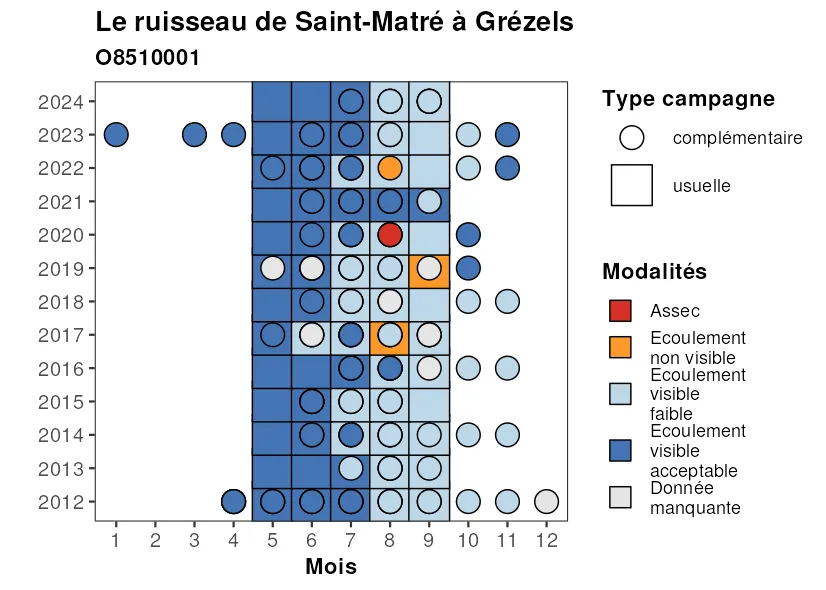 Le ruisseau de Saint-Matré à Grézels
O8510001
2024
2023
2022
2021
2020
2019
2018
2017
2016
2015
2014
2013
2012
1 2 3 4 5 6 7 8 9 10 11 12
Mois
Type campagne
complémentaire
usuelle
Modalités
Assec
Ecoulement
non visible
Ecoulement
visible
faible
Ecoulement
visible
acceptable
Donnée
manquante